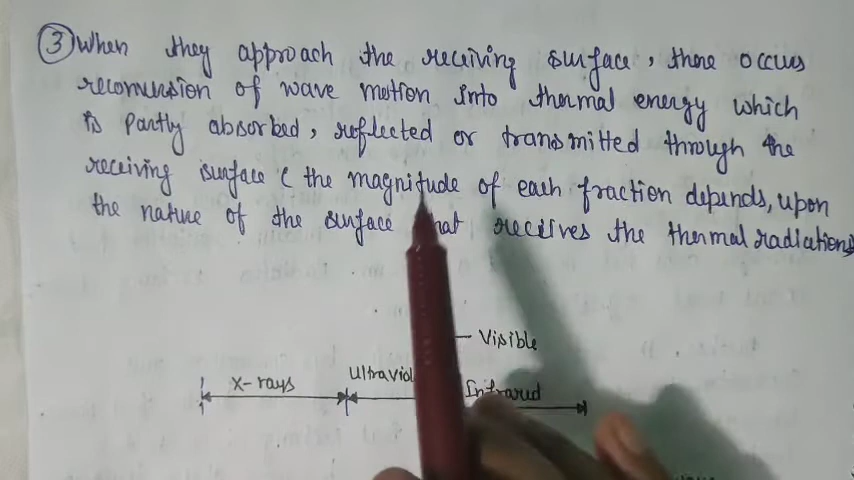 ③ When they approach the receiving surface, there occurs
reconversion of wave motion into thermal energy which
is Partly absorbed, reflected or transmitted through the
receiving surface ( the magnitude of each fraction depends, upon
the nature of the surface that receives the thermal radiations
Visible
X-rays Infrared